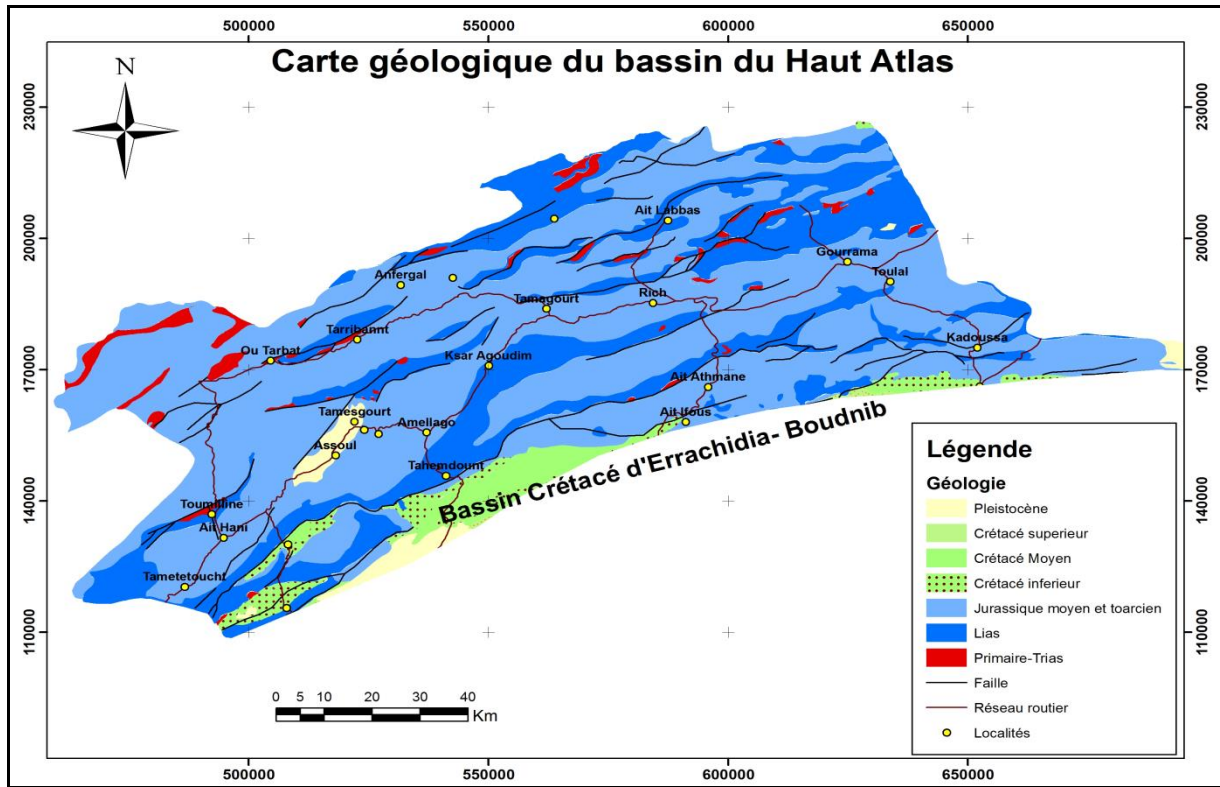 500000 550000 600000 650000
Carte géologique du bassin du Haut Atlas
N
230000 230000
200000 200000
170000 170000
140000 140000
110000 110000
Ait Labbas
Gourrama
Anfergal
Toulal
Tamagourt
Rich
Tarribannt
Kadoussa
Ou Tarbat
Ksar Agoudim
Ait Athmane
Tamesgourt
Amellago
Ait Ifous
Assoul
Tahemdount
Bassin Crétacé d'Errachidia- Boudnib
Toumliline
Ait Hani
Tametetoucht
0 5 10 20 30 40
Km
Légende
Géologie
Pleistocène
Crétacé superieur
Crétacé Moyen
Crétacé inferieur
Jurassique moyen et toarcien
Lias
Primaire-Trias
Faille
Réseau routier
Localités
500000 550000 600000 650000